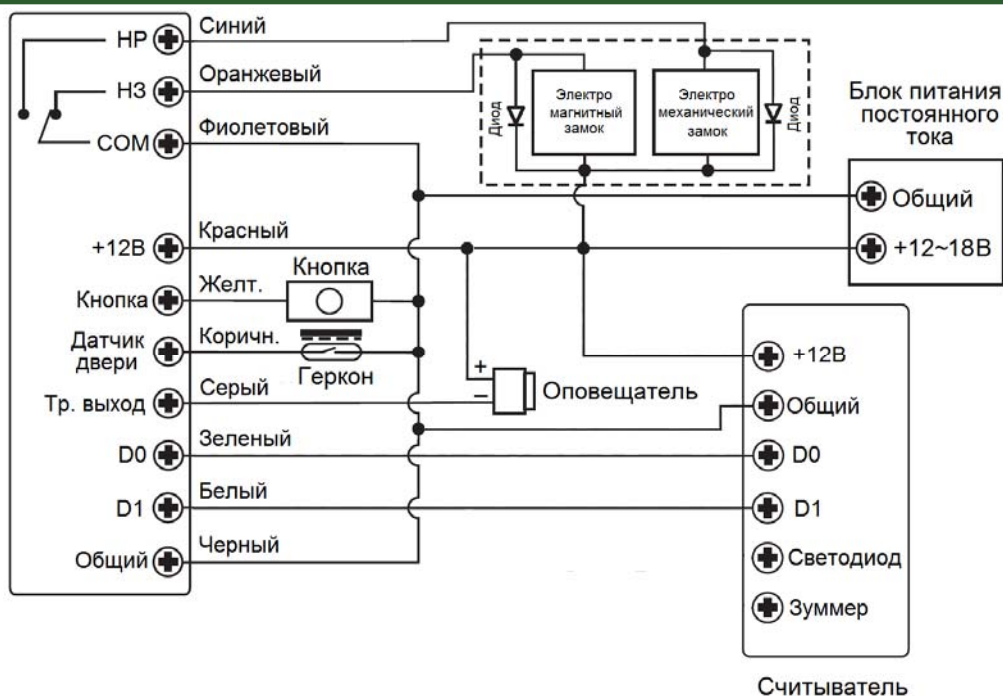 НР
Синий
НЗ
Оранжевый
COM
Фиолетовый
+12В
Красный
Кнопка
Желт.
Кнопка
Датчик
двери
Коричн.
Геркон
Тр. выход
Серый
+
−
Оповещатель
D0
Зеленый
D1
Белый
Общий
Черный
Диод
Электро
магнитный
замок
Электро
механический
замок
Диод
Блок питания
постоянного
тока
Общий
+12~18В
+12В
Общий
D0
D1
Светодиод
Зуммер
Считыватель